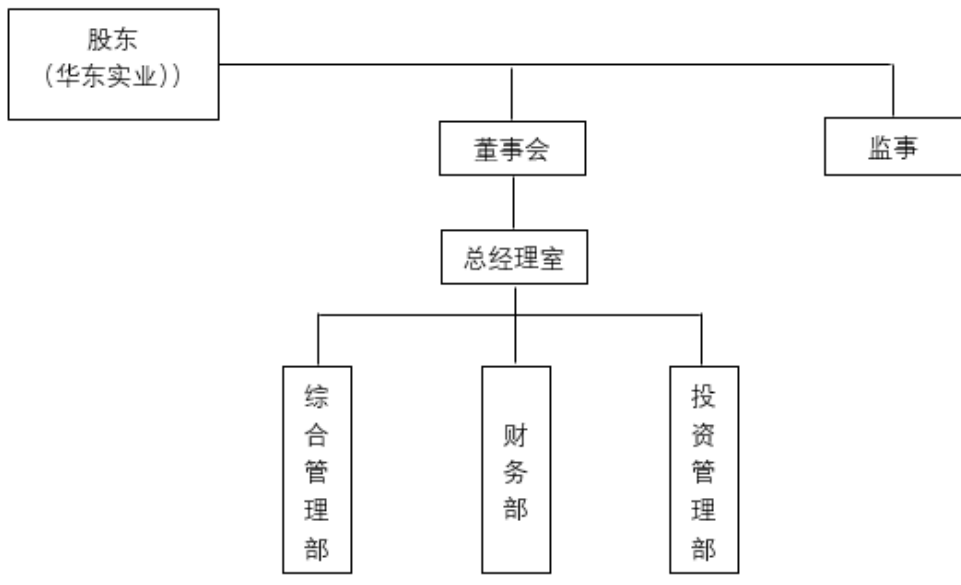 股东
（华东实业））
董事会
监事
总经理室
综合管理部
财务部
投资管理部